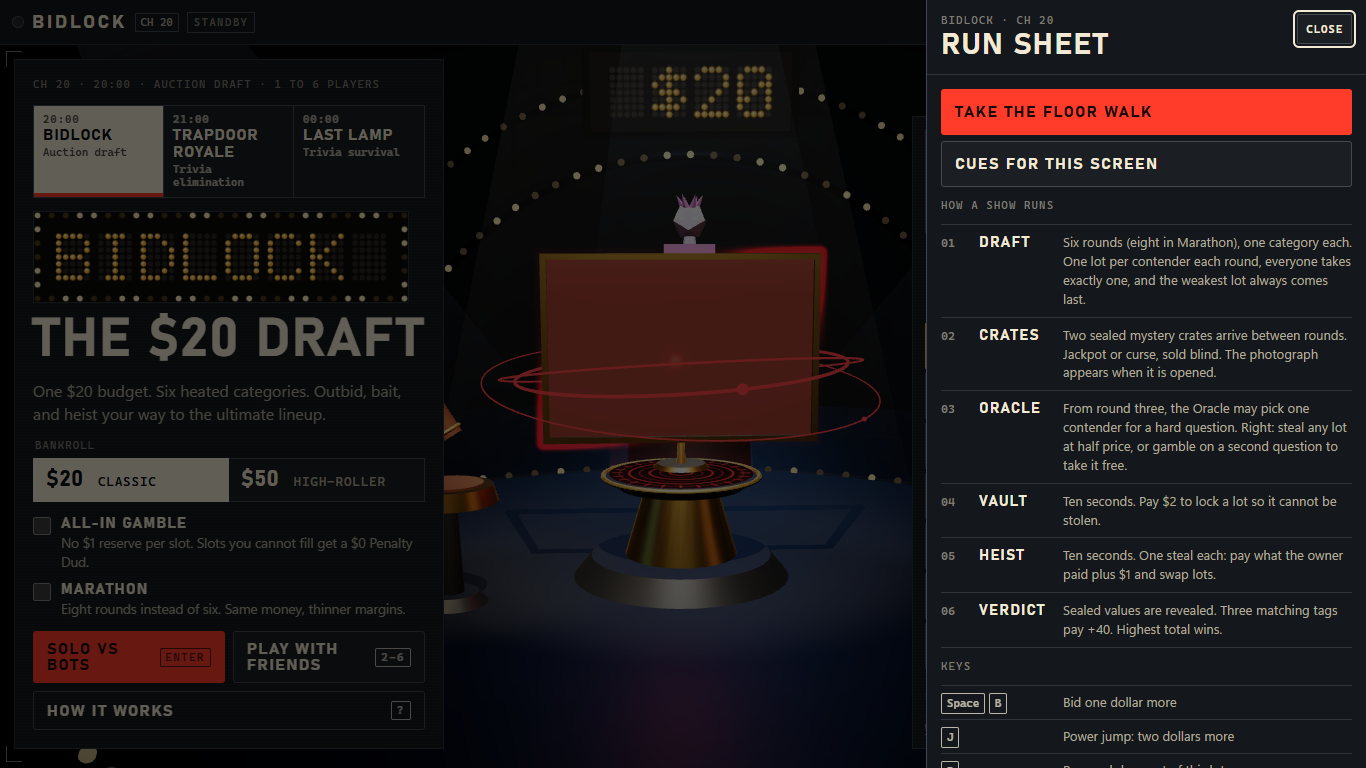 BIDLOCK CH 20 STANDBY
CH 20 · 20:00 · AUCTION DRAFT · 1 TO 6 PLAYERS
20:00
BIDLOCK
Auction draft
21:00
TRAPDOOR
ROYALE
Trivia
elimination
00:00
LAST LAMP
Trivia survival
BIDLOCK
THE $20 DRAFT
One $20 budget. Six heated categories. Outbid, bait,
and heist your way to the ultimate lineup.
BANKROLL
$20 CLASSIC
$50 HIGH-ROLLER
ALL-IN GAMBLE
No $1 reserve per slot. Slots you cannot fill get a $0 Penalty
Dud.
MARATHON
Eight rounds instead of six. Same money, thinner margins.
SOLO VS
BOTS
ENTER
PLAY WITH
FRIENDS
2-6
HOW IT WORKS ?
$20
BIDLOCK · CH 20
RUN SHEET
CLOSE
TAKE THE FLOOR WALK
CUES FOR THIS SCREEN
HOW A SHOW RUNS
01 DRAFT Six rounds (eight in Marathon), one category each.
One lot per contender each round, everyone takes
exactly one, and the weakest lot always comes
last.
02 CRATES Two sealed mystery crates arrive between rounds.
Jackpot or curse, sold blind. The photograph
appears when it is opened.
03 ORACLE From round three, the Oracle may pick one
contender for a hard question. Right: steal any lot
at half price, or gamble on a second question to
take it free.
04 VAULT Ten seconds. Pay $2 to lock a lot so it cannot be
stolen.
05 HEIST Ten seconds. One steal each: pay what the owner
paid plus $1 and swap lots.
06 VERDICT Sealed values are revealed. Three matching tags
pay +40. Highest total wins.
KEYS
Space B Bid one dollar more
J Power jump: two dollars more